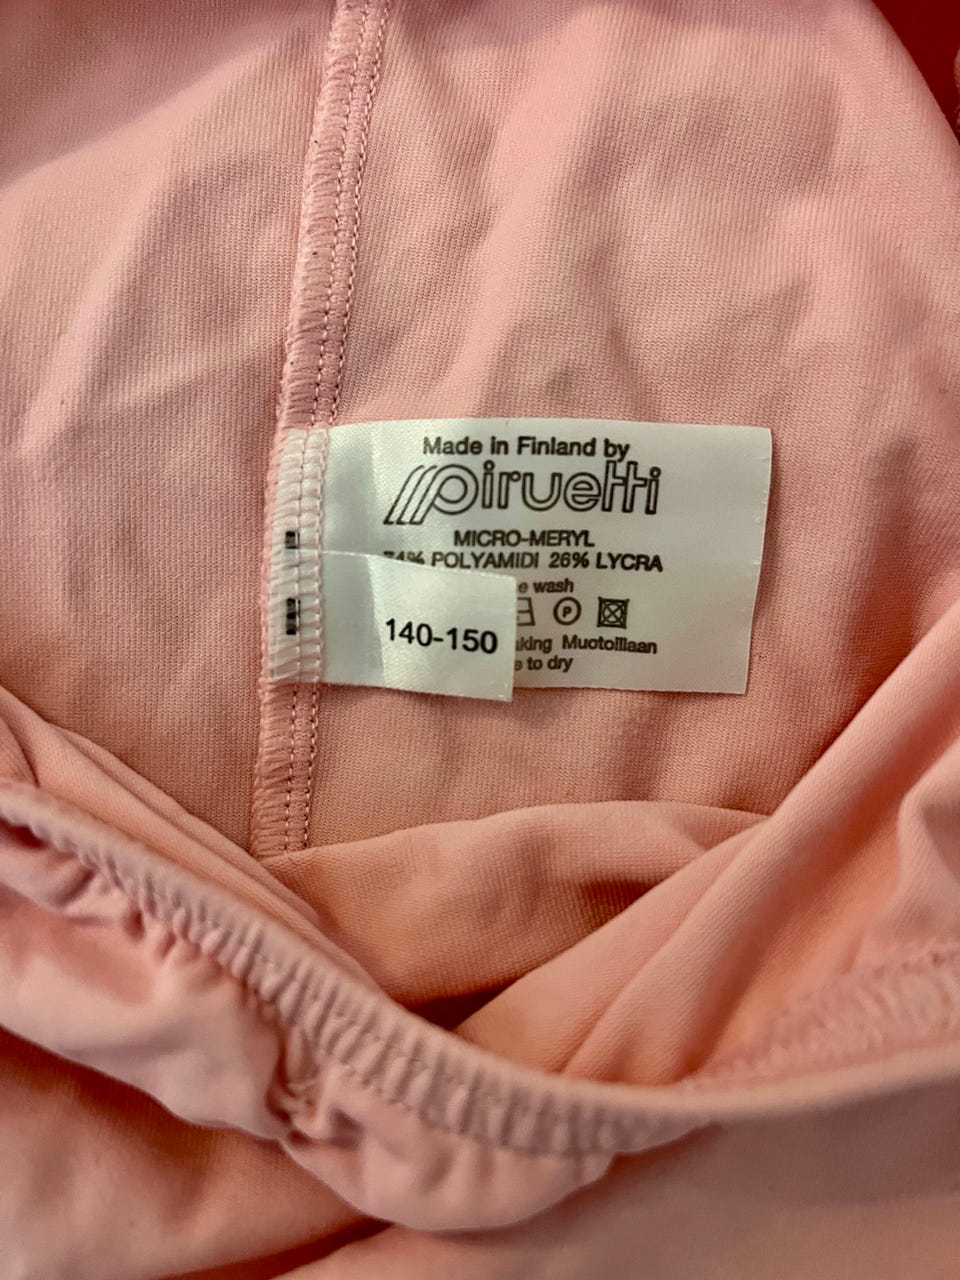 Made in Finland by
piruetti
MICRO-MERYL
74% POLYAMIDI 26% LYCRA
wash
P
140-150
Muotoillaan
to dry